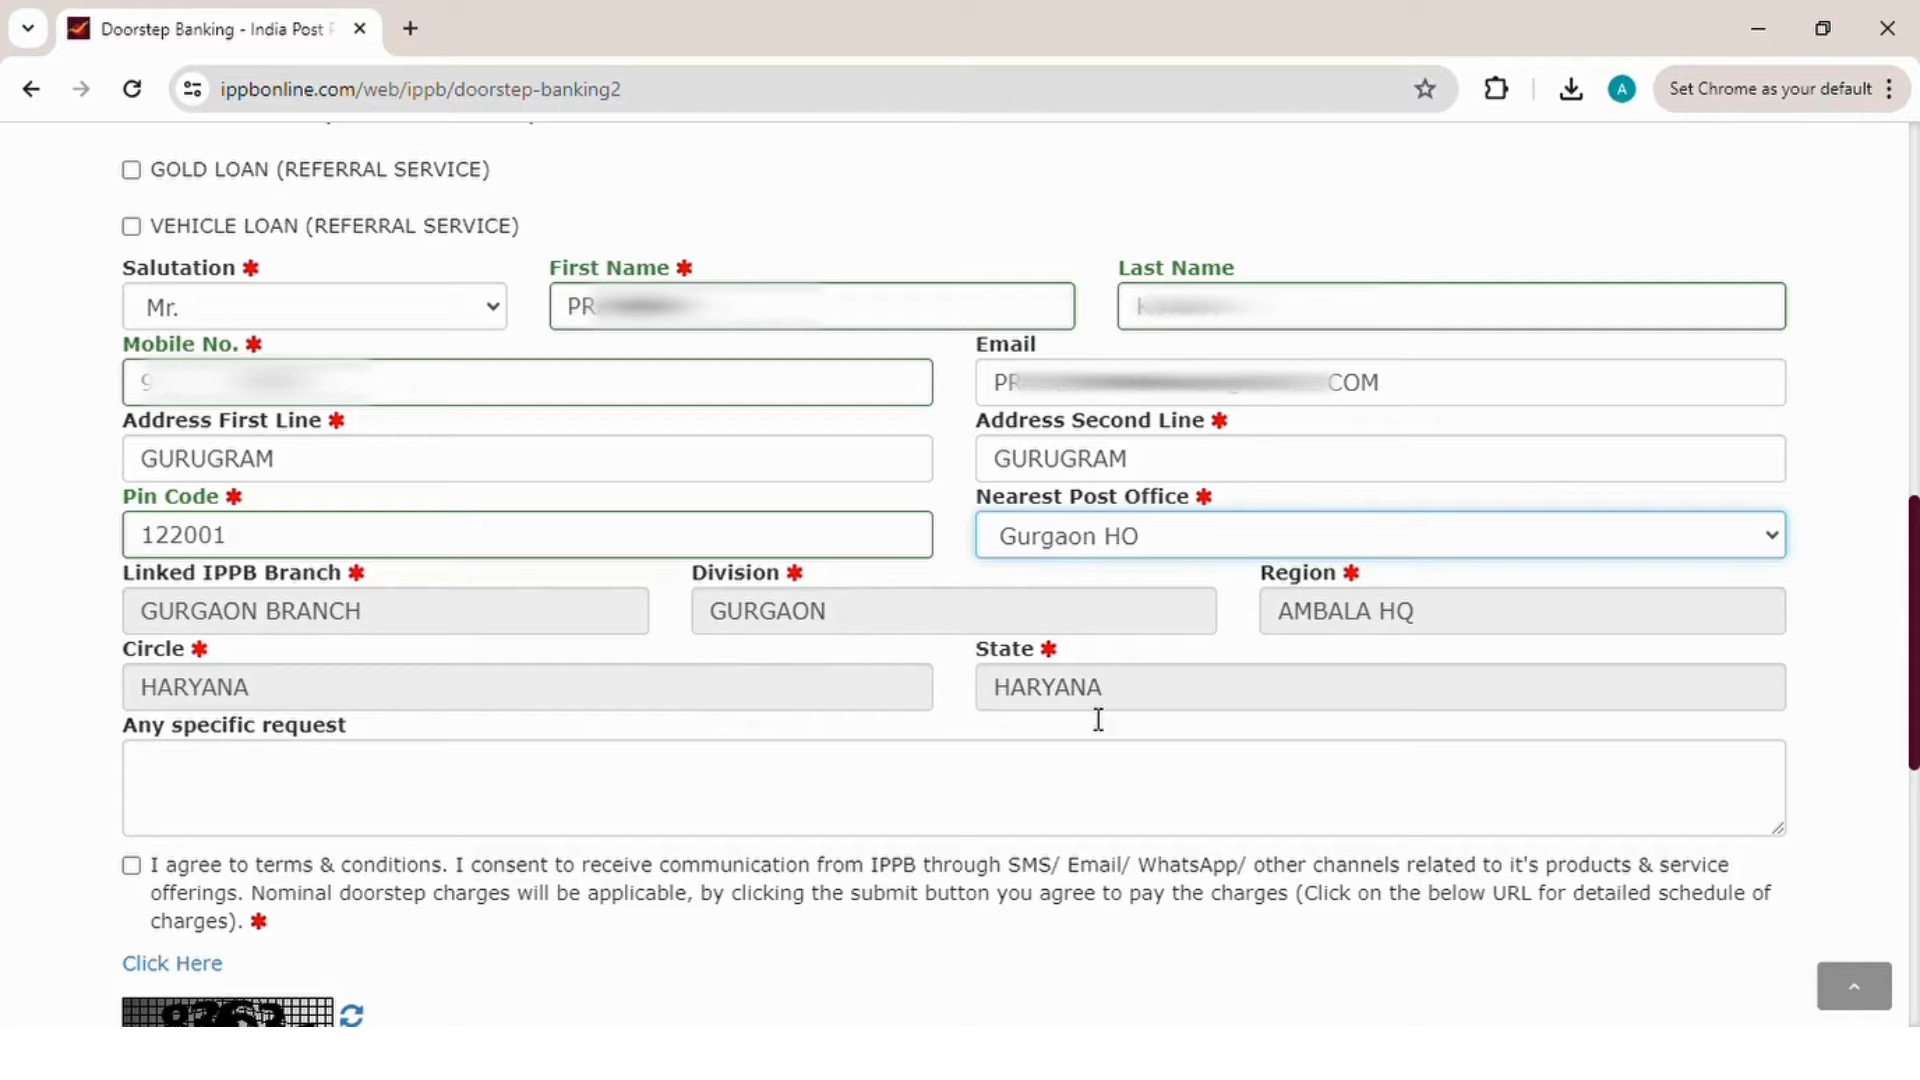 Doorstep Banking - India Post
ippbonline.com/web/ippb/doorstep-banking2
A
Set Chrome as your default
GOLD LOAN (REFERRAL SERVICE)
VEHICLE LOAN (REFERRAL SERVICE)
Salutation * First Name * Last Name
Mr. PR
Mobile No. * Email
9 PR COM
Address First Line * Address Second Line *
GURUGRAM GURUGRAM
Pin Code * Nearest Post Office *
122001 Gurgaon HO
Linked IPPB Branch * Division * Region *
GURGAON BRANCH GURGAON AMBALA HQ
Circle * State *
HARYANA HARYANA
Any specific request
I agree to terms & conditions. I consent to receive communication from IPPB through SMS/ Email/ WhatsApp/ other channels related to it's products & service
offerings. Nominal doorstep charges will be applicable, by clicking the submit button you agree to pay the charges (Click on the below URL for detailed schedule of
charges). *
Click Here